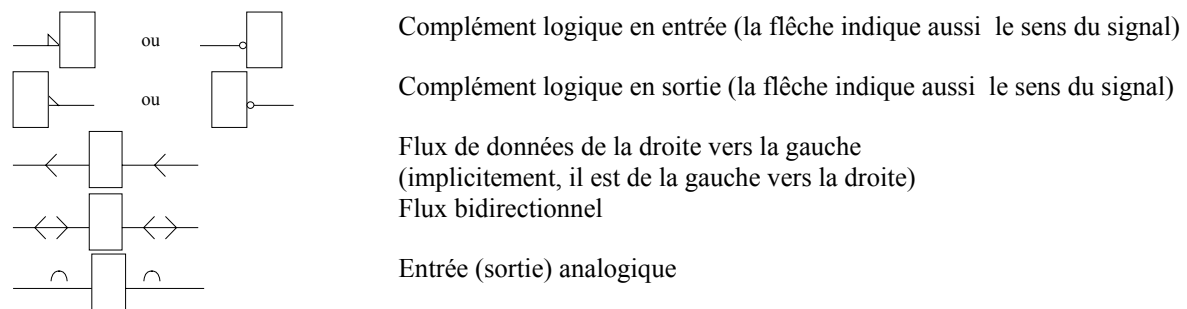 ou Complément logique en entrée (la flêche indique aussi le sens du signal)
ou Complément logique en sortie (la flêche indique aussi le sens du signal)
Flux de données de la droite vers la gauche
(implicitement, il est de la gauche vers la droite)
Flux bidirectionnel
Entrée (sortie) analogique